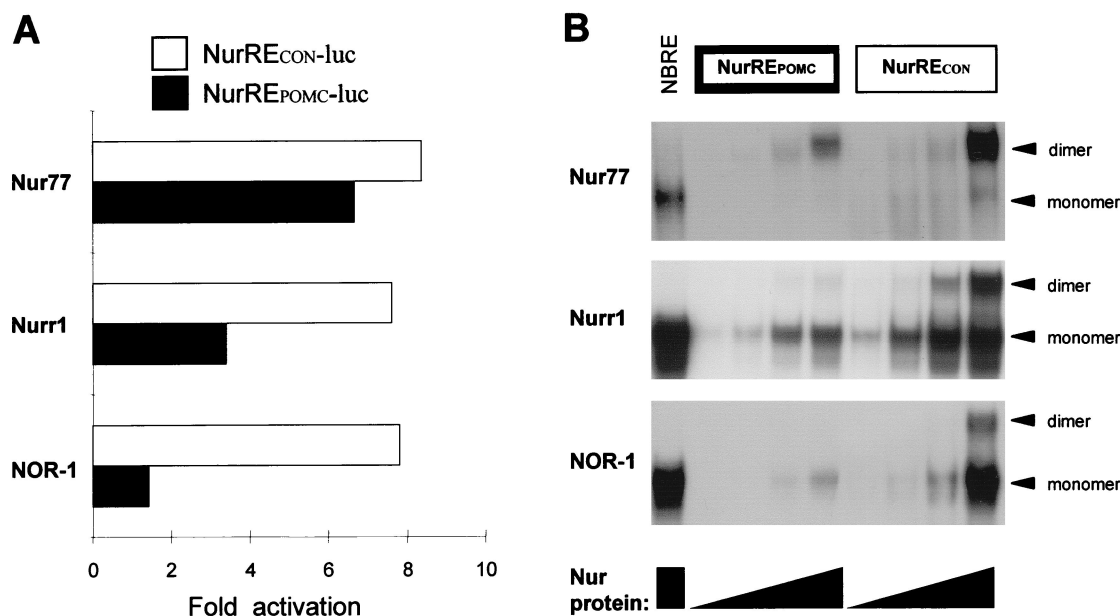 A
NurRECON-luc
NurREPOMC-luc
Nur77
Nurr1
NOR-1
0 2 4 6 8 10
Fold activation
B
NBRE
NurREPOMC
NurRECON
Nur77
dimer
monomer
Nurr1
dimer
monomer
NOR-1
dimer
monomer
Nur
protein: